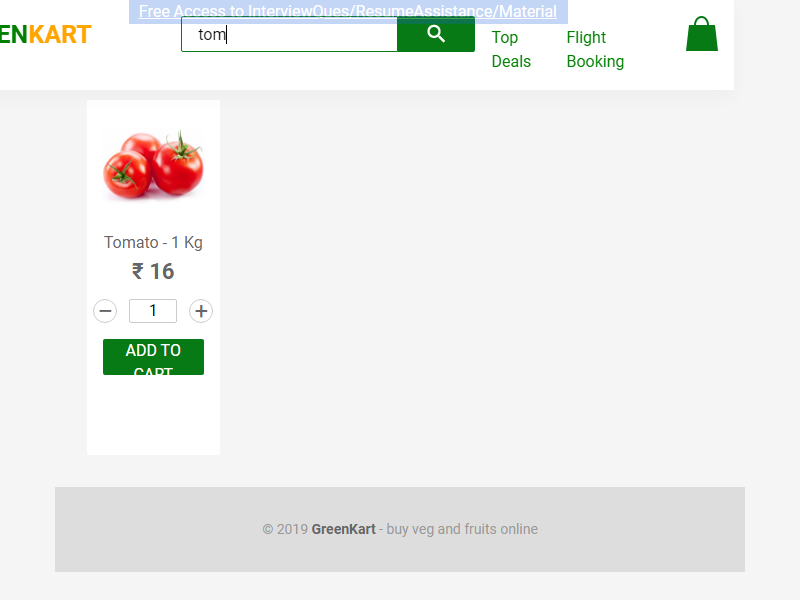 Free Access to InterviewQues/ResumeAssistance/Material
ENKART
tom
Top
Deals
Flight
Booking
Tomato - 1 Kg
₹ 16
1
ADD TO
CART
© 2019 GreenKart - buy veg and fruits online